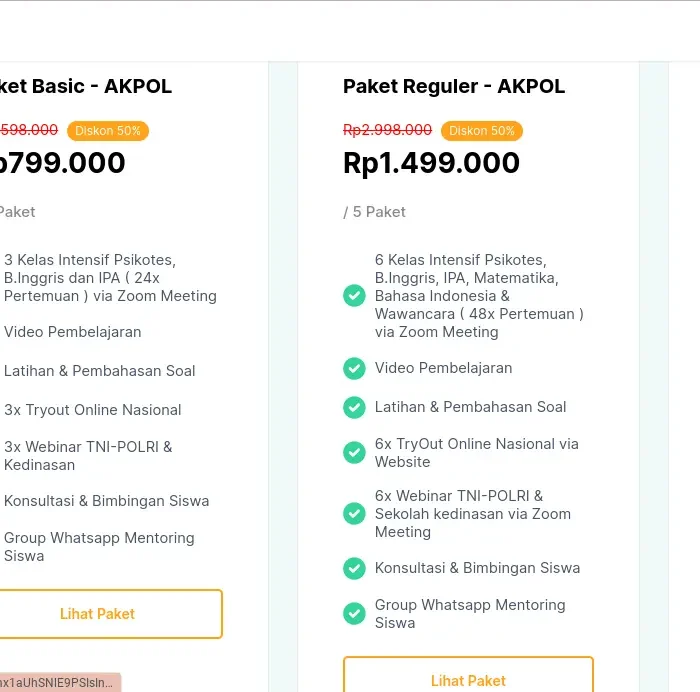 ket Basic - AKPOL
598.000 Diskon 50%
p799.000
Paket
3 Kelas Intensif Psikotes,
B.Inggris dan IPA ( 24x
Pertemuan ) via Zoom Meeting
Video Pembelajaran
Latihan & Pembahasan Soal
3x Tryout Online Nasional
3x Webinar TNI-POLRI &
Kedinasan
Konsultasi & Bimbingan Siswa
Group Whatsapp Mentoring
Siswa
Lihat Paket
Paket Reguler - AKPOL
Rp2.998.000 Diskon 50%
Rp1.499.000
/ 5 Paket
6 Kelas Intensif Psikotes,
B.Inggris, IPA, Matematika,
Bahasa Indonesia &
Wawancara ( 48x Pertemuan )
via Zoom Meeting
Video Pembelajaran
Latihan & Pembahasan Soal
6x TryOut Online Nasional via
Website
6x Webinar TNI-POLRI &
Sekolah kedinasan via Zoom
Meeting
Konsultasi & Bimbingan Siswa
Group Whatsapp Mentoring
Siswa
Lihat Paket